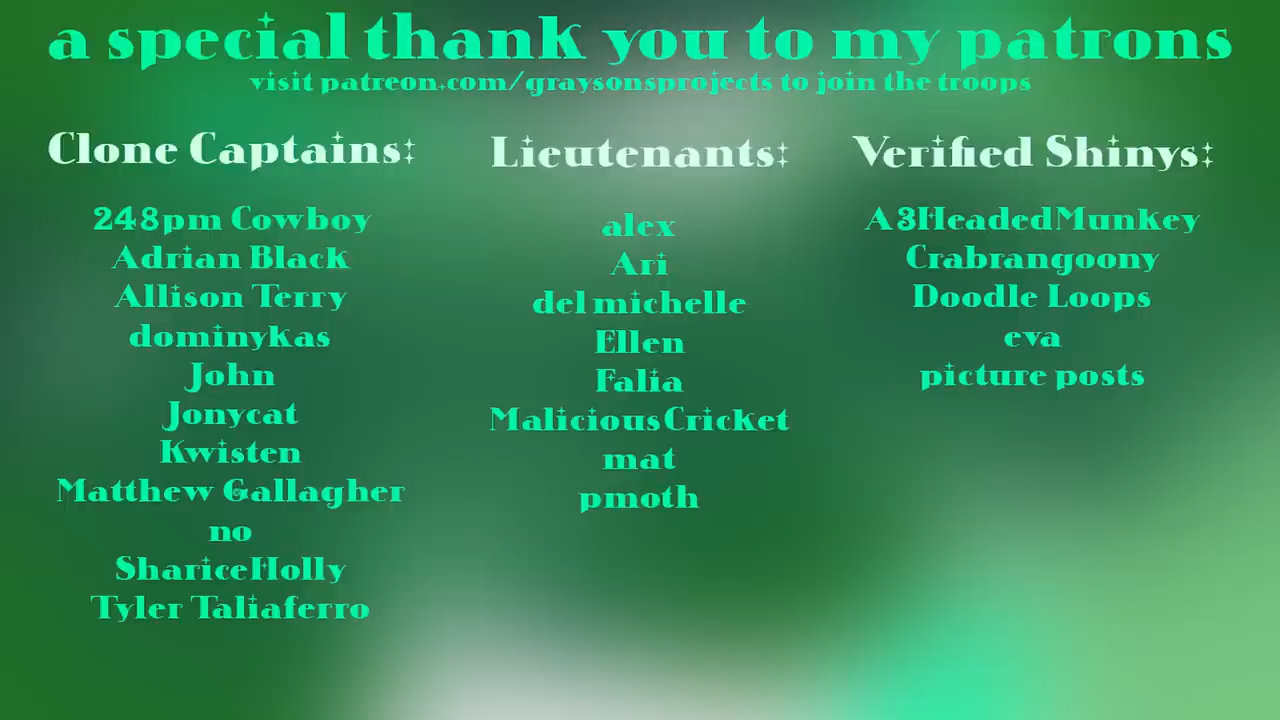 a special thank you to my patrons
visit patreon.com/graysonsprojects to join the troops
Clone Captains:
248pm Cowboy
Adrian Black
Allison Terry
dominykas
John
Jonycat
Kwisten
Matthew Gallagher
no
ShariceHolly
Tyler Taliaferro
Lieutenants:
alex
Ari
del michelle
Ellen
Falia
MaliciousCricket
mat
pmoth
Verified Shinys:
A3HeadedMunkey
Crabrangoony
Doodle Loops
eva
picture posts